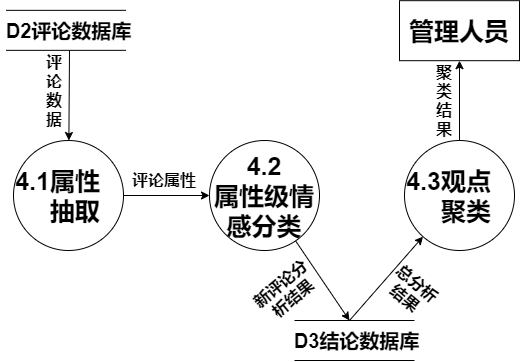 D2评论数据库
管理人员
评论数据
聚类结果
4.1属性
抽取
评论属性
4.2
属性级情
感分类
4.3观点
聚类
新评论分
析结果
总分析
结果
D3结论数据库